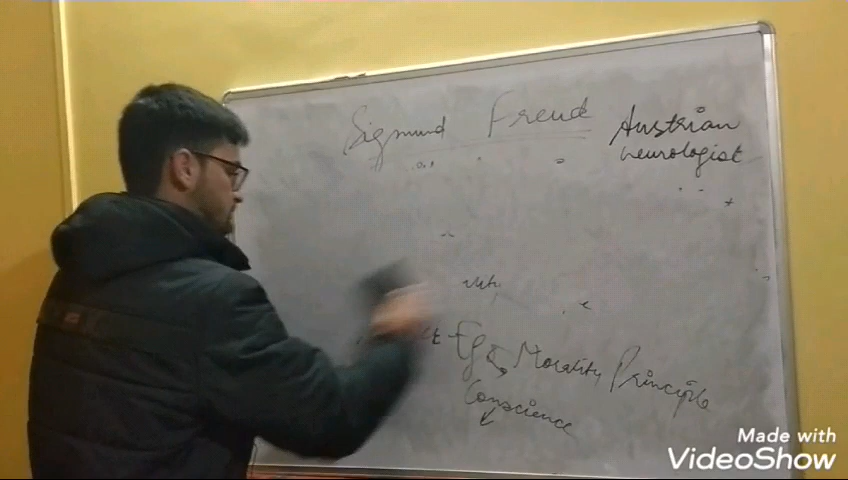 Sigmund Freud Austrian
neurologist
Morality Principle
Conscience
Made with
VideoShow